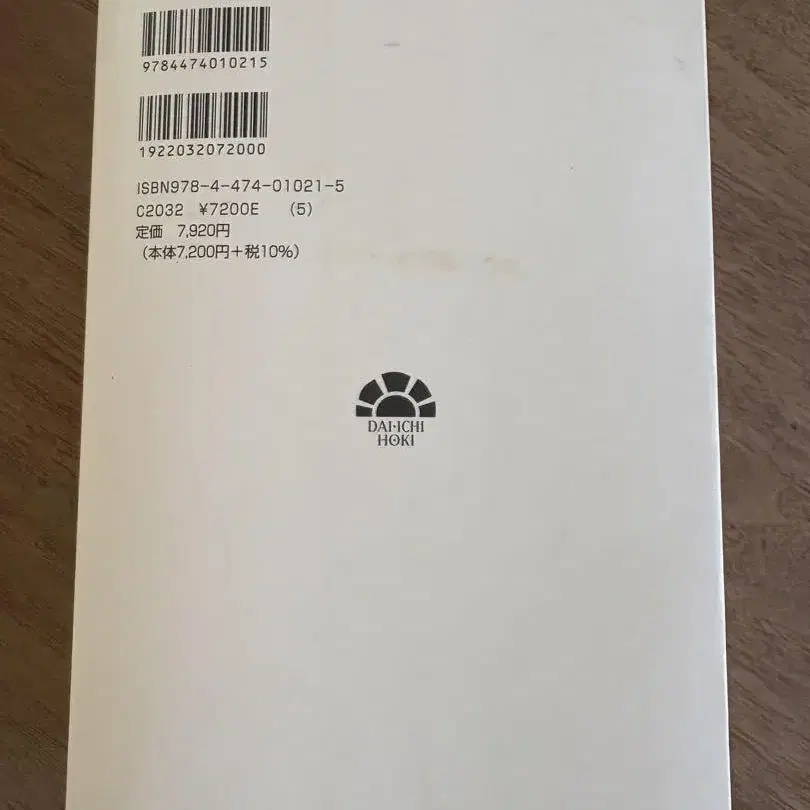 9784474010215
1922032072000
ISBN978-4-474-01021-5
C2032 ¥7200E (5)
定価 7,920円
(本体7,200円+税10%)
DAI-ICHI
HOKI